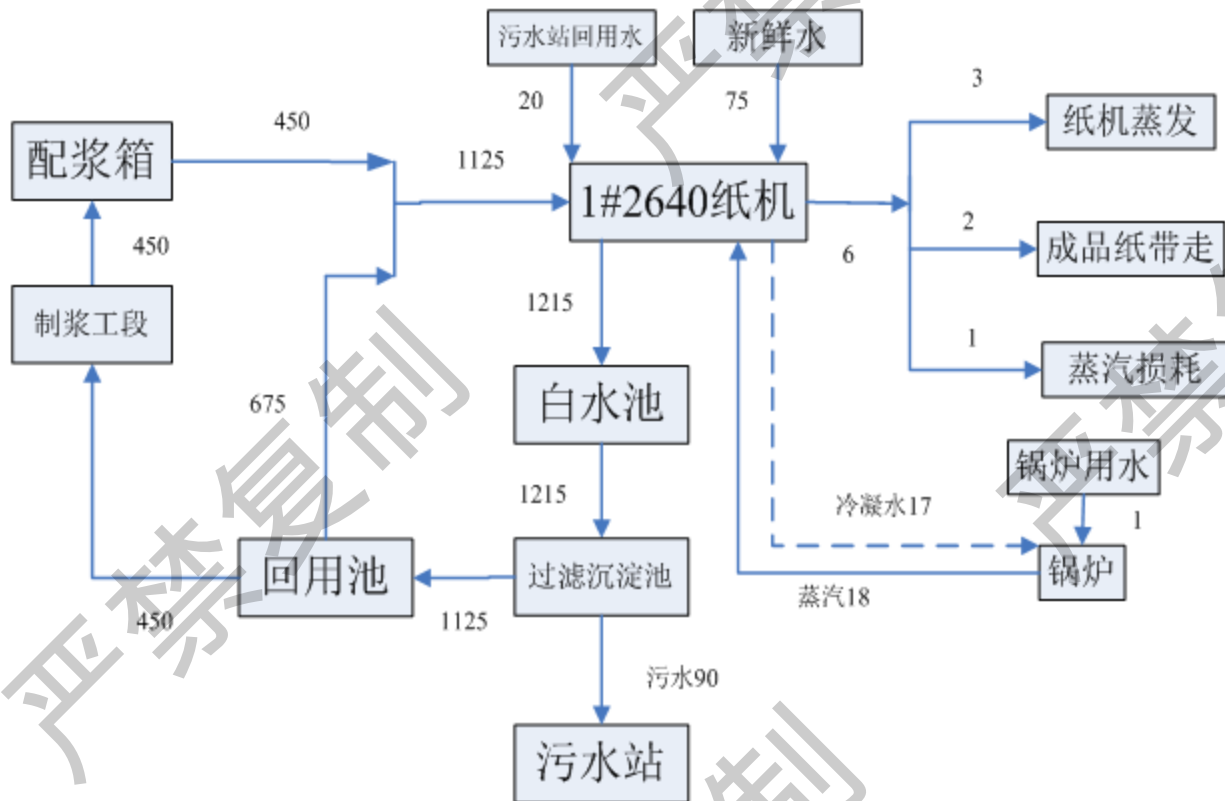 污水站回用水
新鲜水
20
75
3
纸机蒸发
450
配浆箱
1125
1#2640纸机
2
成品纸带走
6
450
制浆工段
1215
1
蒸汽损耗
675
白水池
锅炉用水
1215
冷凝水17
1
回用池
过滤沉淀池
锅炉
450
1125
蒸汽18
污水90
污水站
严禁复制
严禁复制
严禁复制
制